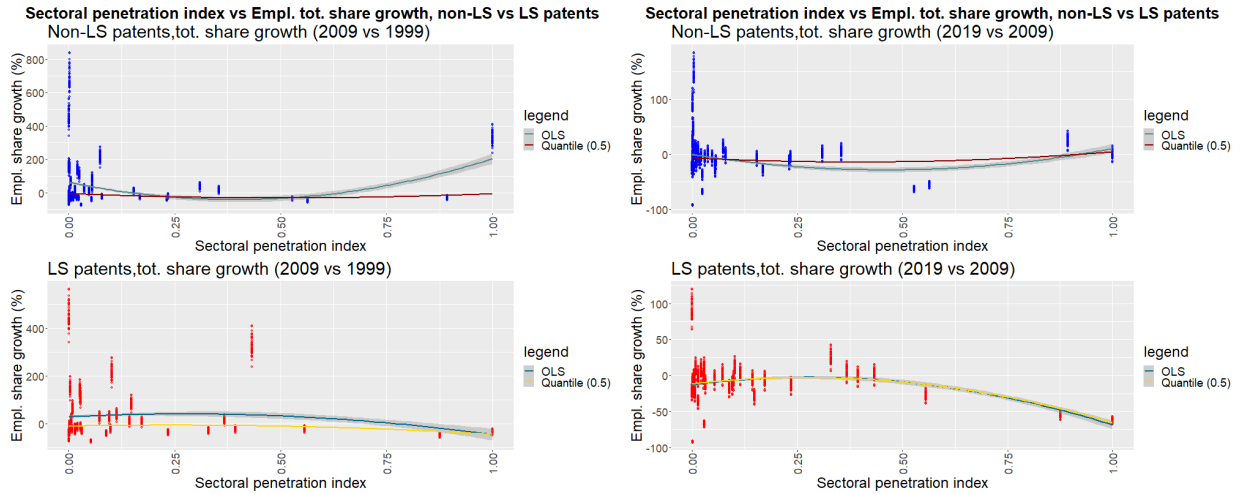 Sectoral penetration index vs Empl. tot. share growth, non-LS vs LS patents
Non-LS patents,tot. share growth (2009 vs 1999)
Empl. share growth (%)
800
600
400
200
0
0.00
0.25
0.50
0.75
1.00
Sectoral penetration index
legend
OLS
Quantile (0.5)
LS patents,tot. share growth (2009 vs 1999)
Empl. share growth (%)
400
200
0
0.00
0.25
0.50
0.75
1.00
Sectoral penetration index
legend
OLS
Quantile (0.5)
Sectoral penetration index vs Empl. tot. share growth, non-LS vs LS patents
Non-LS patents,tot. share growth (2019 vs 2009)
Empl. share growth (%)
100
0
-100
0.00
0.25
0.50
0.75
1.00
Sectoral penetration index
legend
OLS
Quantile (0.5)
LS patents,tot. share growth (2019 vs 2009)
Empl. share growth (%)
100
50
0
-50
-100
0.00
0.25
0.50
0.75
1.00
Sectoral penetration index
legend
OLS
Quantile (0.5)